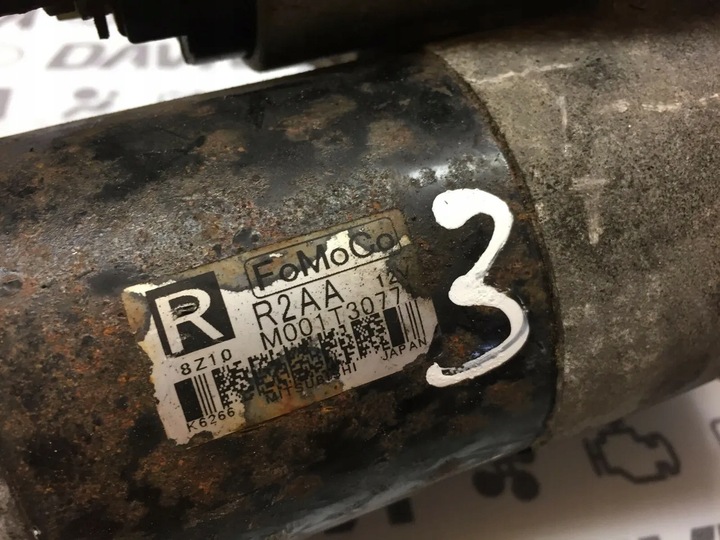 FoMoCo
R
R2AA 12V
M001T3077
8Z10
MITSUBISHI JAPAN
K6266
3